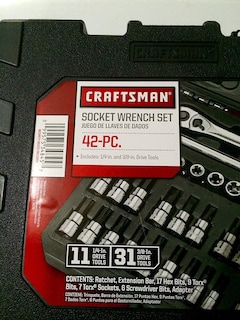 CRAFTSMAN
CRAFTSMAN
SOCKET WRENCH SET
JUEGO DE LLAVES DE DADOS
42-PC.
• Includes: 1/4-in. and 3/8-in. Drive Tools
11 1/4-IN. DRIVE TOOLS
31 3/8-IN. DRIVE TOOLS
CONTENTS: Ratchet, Extension Bar, 17 Hex Bits, 9 Torx
Bits, 7 Torx Sockets, 6 Screwdriver Bits, Adapter